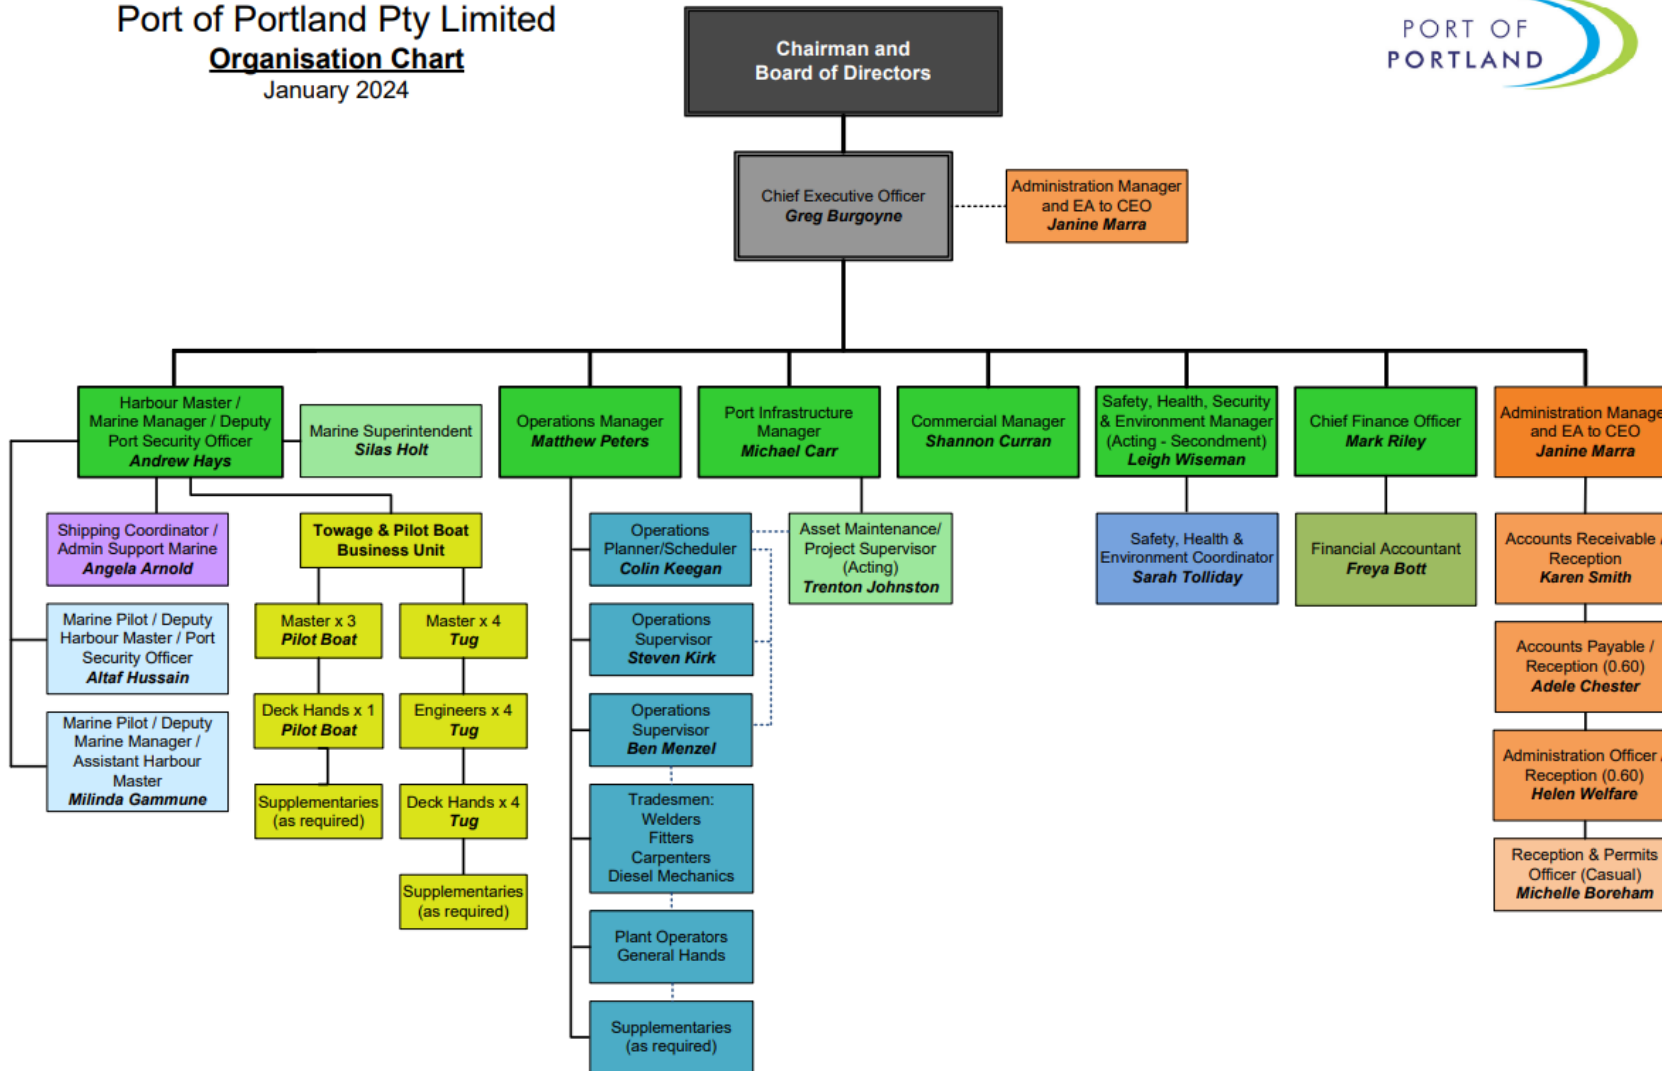 Port of Portland Pty Limited
Organisation Chart
January 2024
Chairman and
Board of Directors
PORT OF
PORTLAND
Chief Executive Officer
Greg Burgoyne
Administration Manager
and EA to CEO
Janine Marra
Harbour Master /
Marine Manager / Deputy
Port Security Officer
Andrew Hays
Marine Superintendent
Silas Holt
Operations Manager
Matthew Peters
Port Infrastructure
Manager
Michael Carr
Commercial Manager
Shannon Curran
Safety, Health, Security
& Environment Manager
(Acting - Secondment)
Leigh Wiseman
Chief Finance Officer
Mark Riley
Administration Manage
and EA to CEO
Janine Marra
Shipping Coordinator /
Admin Support Marine
Angela Arnold
Towage & Pilot Boat
Business Unit
Operations
Planner/Scheduler
Colin Keegan
Asset Maintenance/
Project Supervisor
(Acting)
Trenton Johnston
Safety, Health &
Environment Coordinator
Sarah Tolliday
Financial Accountant
Freya Bott
Accounts Receivable /
Reception
Karen Smith
Marine Pilot / Deputy
Harbour Master / Port
Security Officer
Altaf Hussain
Master x 3
Pilot Boat
Master x 4
Tug
Operations
Supervisor
Steven Kirk
Accounts Payable /
Reception (0.60)
Adele Chester
Marine Pilot / Deputy
Marine Manager /
Assistant Harbour
Master
Milinda Gammune
Deck Hands x 1
Pilot Boat
Engineers x 4
Tug
Operations
Supervisor
Ben Menzel
Administration Officer /
Reception (0.60)
Helen Welfare
Supplementaries
(as required)
Deck Hands x 4
Tug
Tradesmen:
Welders
Fitters
Carpenters
Diesel Mechanics
Reception & Permits
Officer (Casual)
Michelle Boreham
Supplementaries
(as required)
Plant Operators
General Hands
Supplementaries
(as required)